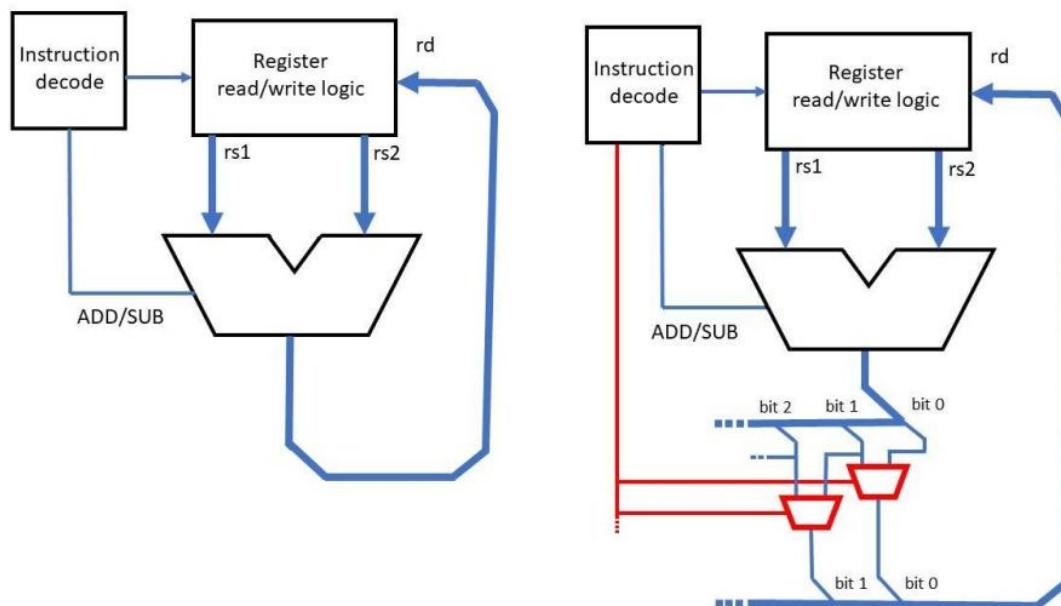 Instruction
decode
Register
read/write logic
rd
rs1
rs2
ADD/SUB
Instruction
decode
Register
read/write logic
rd
rs1
rs2
ADD/SUB
bit 2
bit 1
bit 0
bit 1
bit 0